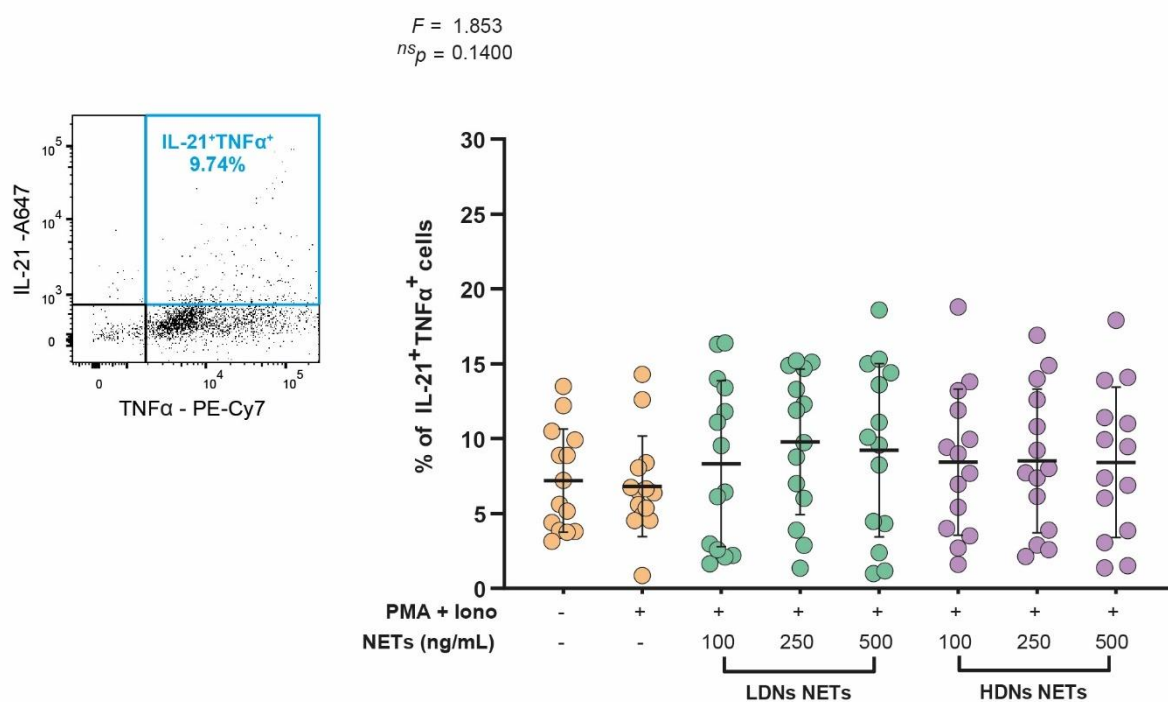 F = 1.853
nsp = 0.1400
IL-21+TNFα+
9.74%
10⁵
10⁴
10³
0
IL-21 -A647
0 10⁴ 10⁵
TNFα - PE-Cy7
% of IL-21+TNFα+ cells
30
25
20
15
10
5
0
PMA + Iono - + + + + + + +
NETs (ng/mL) - - 100 250 500 100 250 500
LDNs NETs HDNs NETs